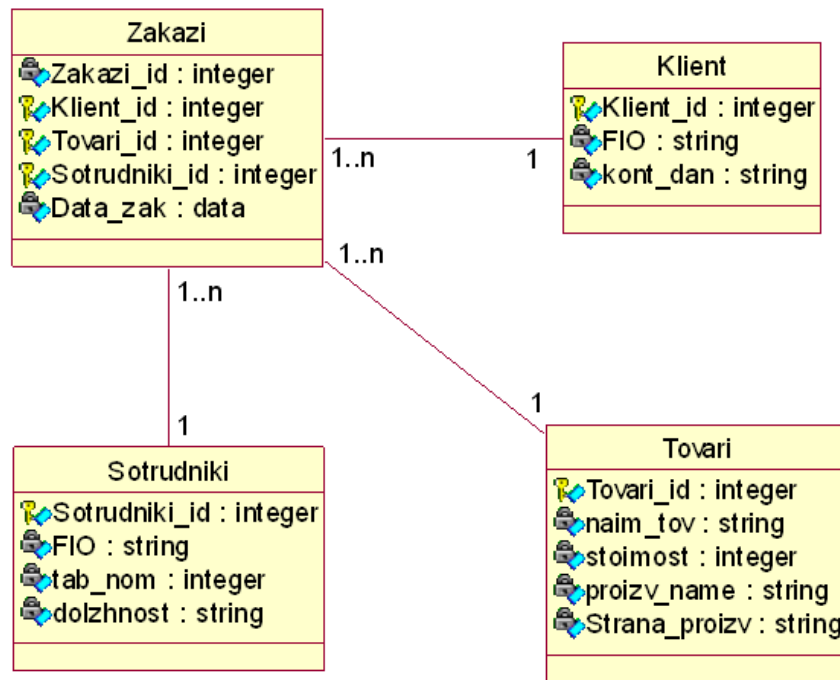 Zakazi
Zakazi_id : integer
Klient_id : integer
Tovari_id : integer
Sotrudniki_id : integer
Data_zak : data
Klient
Klient_id : integer
FIO : string
kont_dan : string
1..n
1
1..n
1..n
1
1
Sotrudniki
Sotrudniki_id : integer
FIO : string
tab_nom : integer
dolzhnost : string
Tovari
Tovari_id : integer
naim_tov : string
stoimost : integer
proizv_name : string
Strana_proizv : string